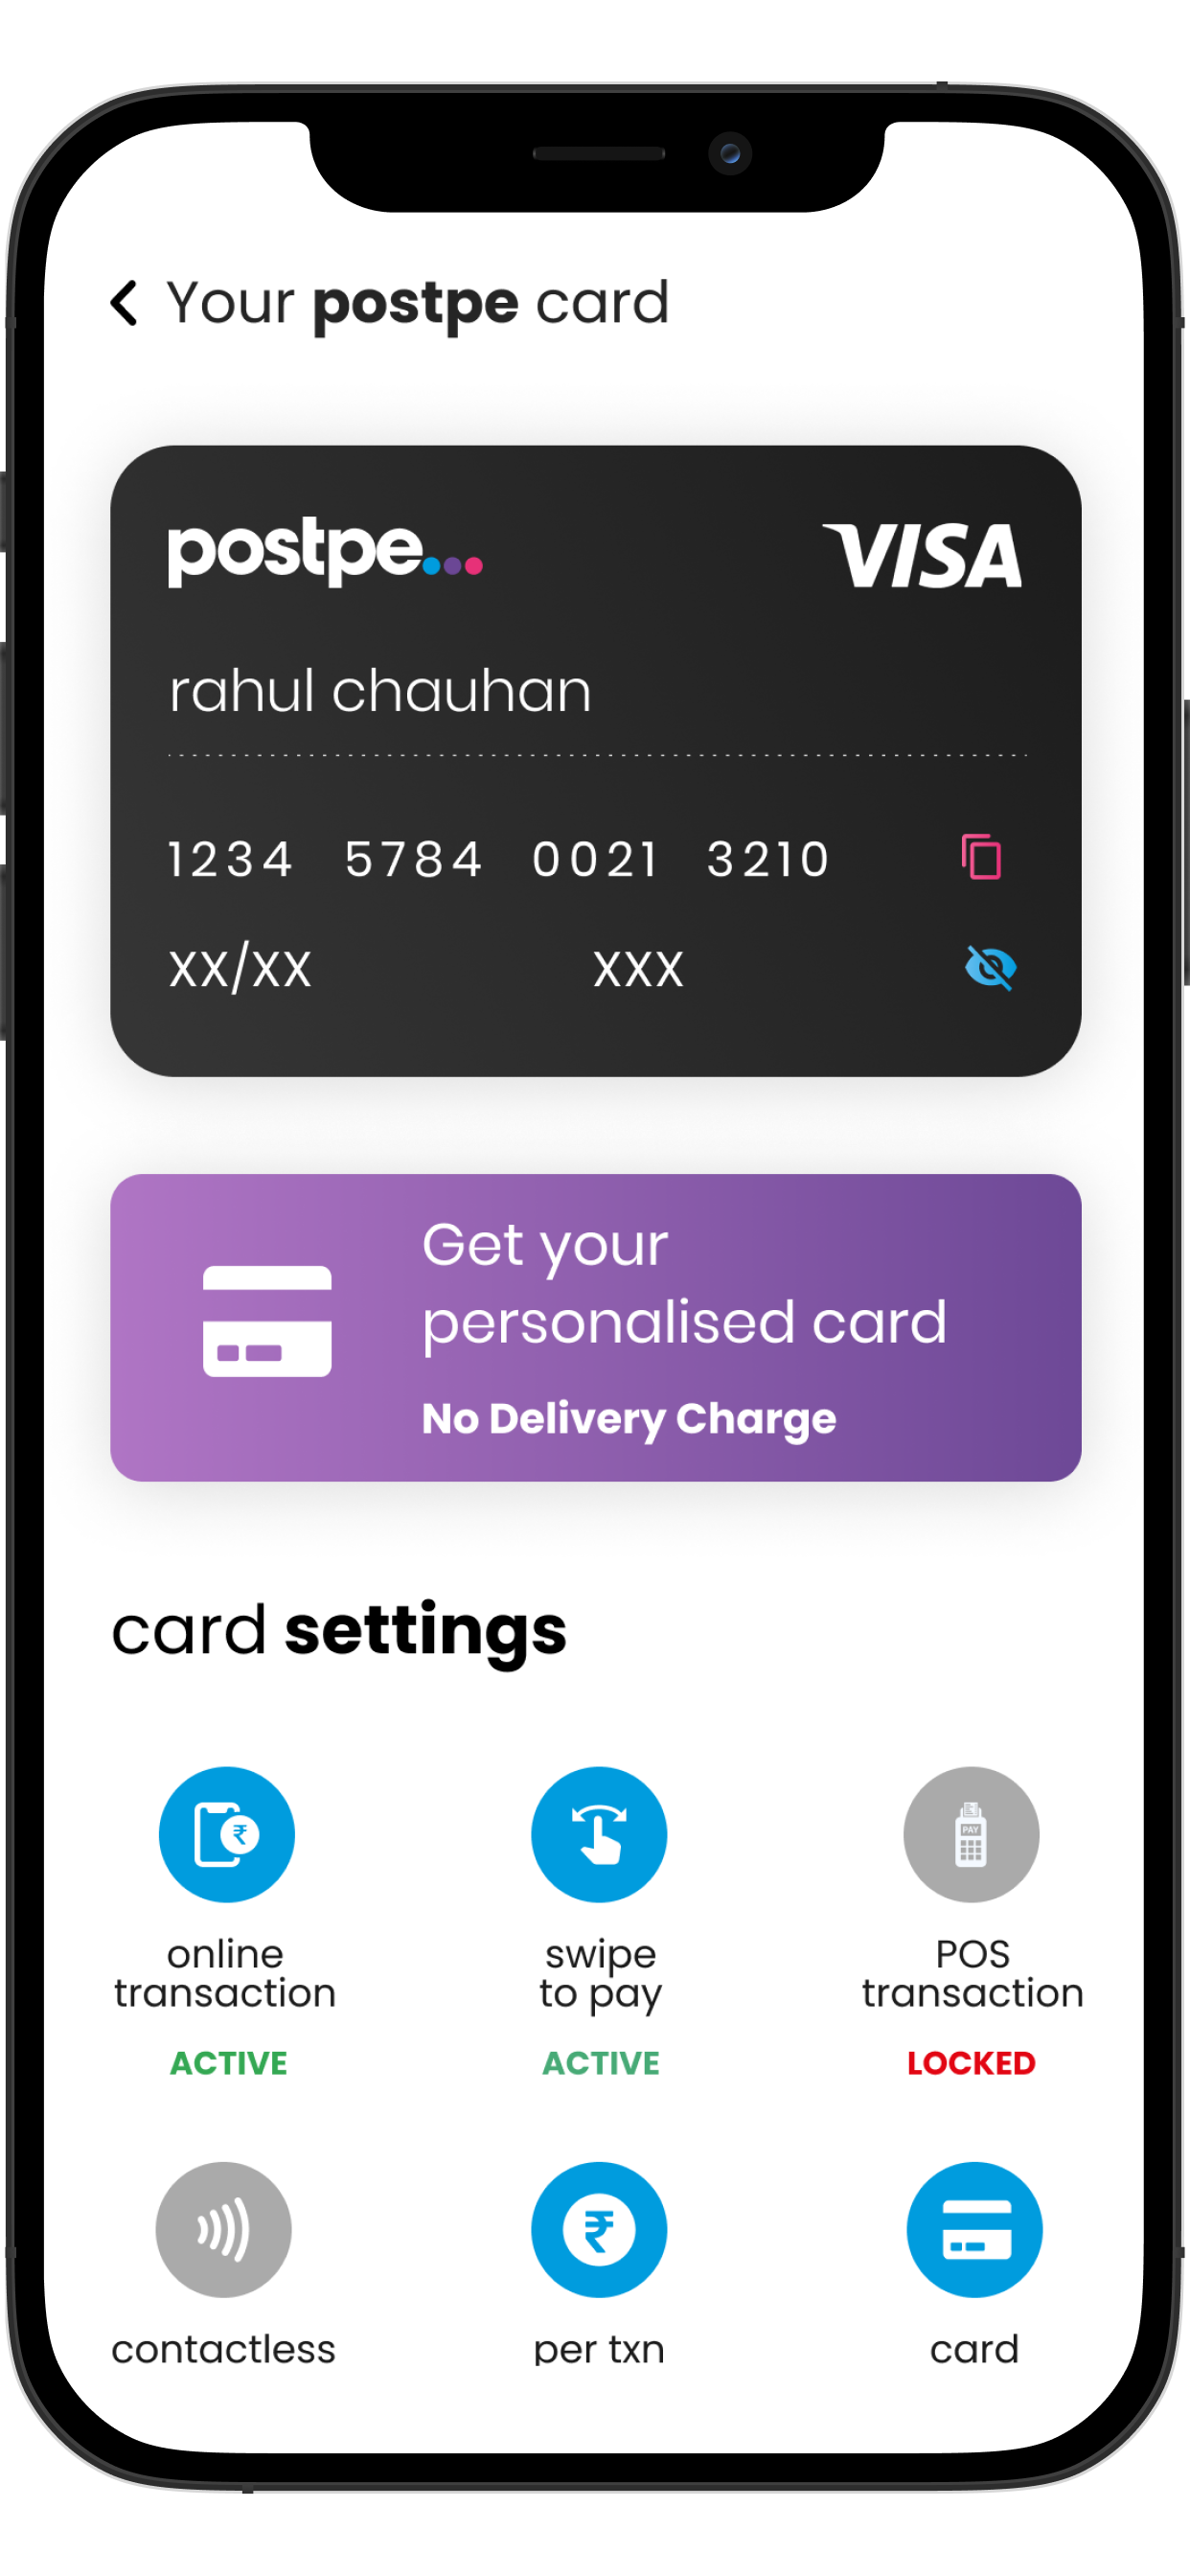 Your postpe card
postpe...
VISA
rahul chauhan
1234 5784 0021 3210
XX/XX XXX
Get your
personalised card
No Delivery Charge
card settings
₹
PAY
online swipe POS
transaction to pay transaction
ACTIVE ACTIVE LOCKED
₹
contactless per txn card